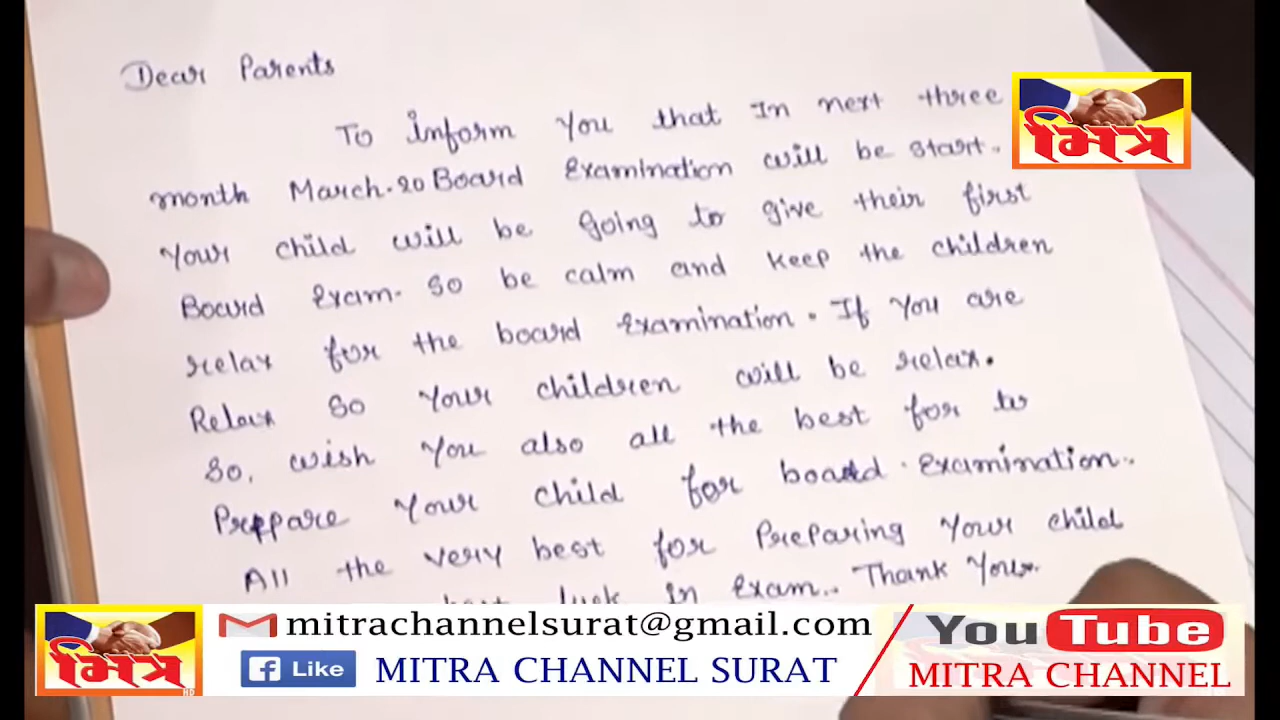 Dear Parents
To inform you that In next three
month March-20 Board Examination will be start.
Your child will be going to give their first
Board Exam. So be calm and keep the children
relax for the board examination. If you are
Relax so your children will be relax.
So, wish you also all the best for
Preppare Your child for board. Examination.
All the very best for Preparing Your child
best luck in exam.. Thank You.
मित्र
मित्र
HD
mitrachannelsurat@gmail.com
f Like MITRA CHANNEL SURAT
YouTube
MITRA CHANNEL